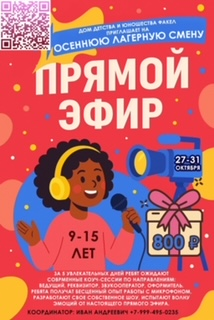 ДОМ ДЕТСТВА И ЮНОШЕСТВА ФАКЕЛ
ПРИГЛАШАЕТ НА
ОСЕННЮЮ ЛАГЕРНУЮ СМЕНУ
ПРЯМОЙ
ЭФИР
27-31
ОКТЯБРЯ
9-15
ЛЕТ
800 ₽
ЗА 5 УВЛЕКАТЕЛЬНЫХ ДНЕЙ РЕБЯТ ОЖИДАЮТ
СОВРЕМЕННЫЕ КОУЧ-СЕССИИ ПО НАПРАВЛЕНИЯМ:
ВЕДУЩИЙ, РЕКВИЗИТОР, ЗВУКООПЕРАТОР, ОФОРМИТЕЛЬ.
РЕБЯТА ПОЛУЧАТ БЕСЦЕННЫЙ ОПЫТ РАБОТЫ С МИКРОФОНОМ,
РАЗРАБОТАЮТ СВОЕ СОБСТВЕННОЕ ШОУ, ИСПЫТАЮТ ВОЛНУ
ЭМОЦИЙ ОТ НАСТОЯЩЕГО ПРЯМОГО ЭФИРА.
КООРДИНАТОР: ИВАН АНДРЕЕВИЧ +7-999-495-0235